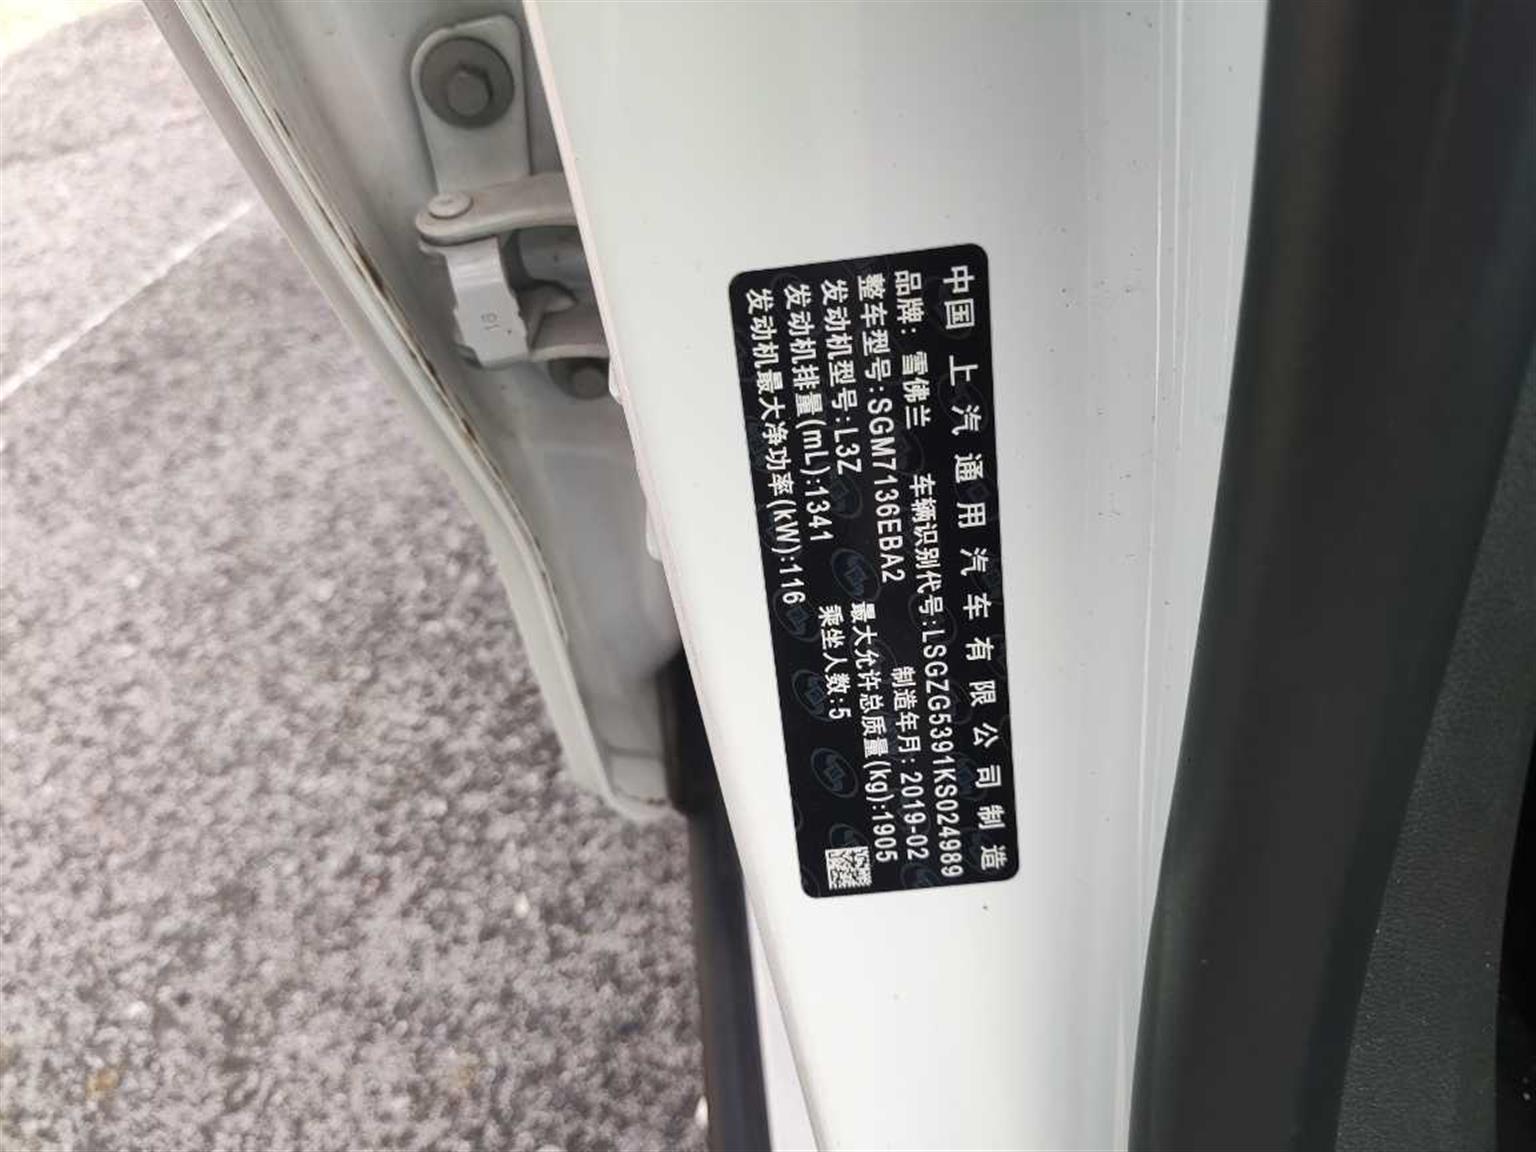 中国 上汽通用汽车有限公司制造
品牌: 雪佛兰 车辆识别代号:LSGZG5391KS024989
整车型号:SGM7136EBA2 制造年月:2019-02
发动机型号:L3Z 最大允许总质量(kg):1905
发动机排量(mL):1341 乘坐人数:5
发动机最大净功率(kW):116